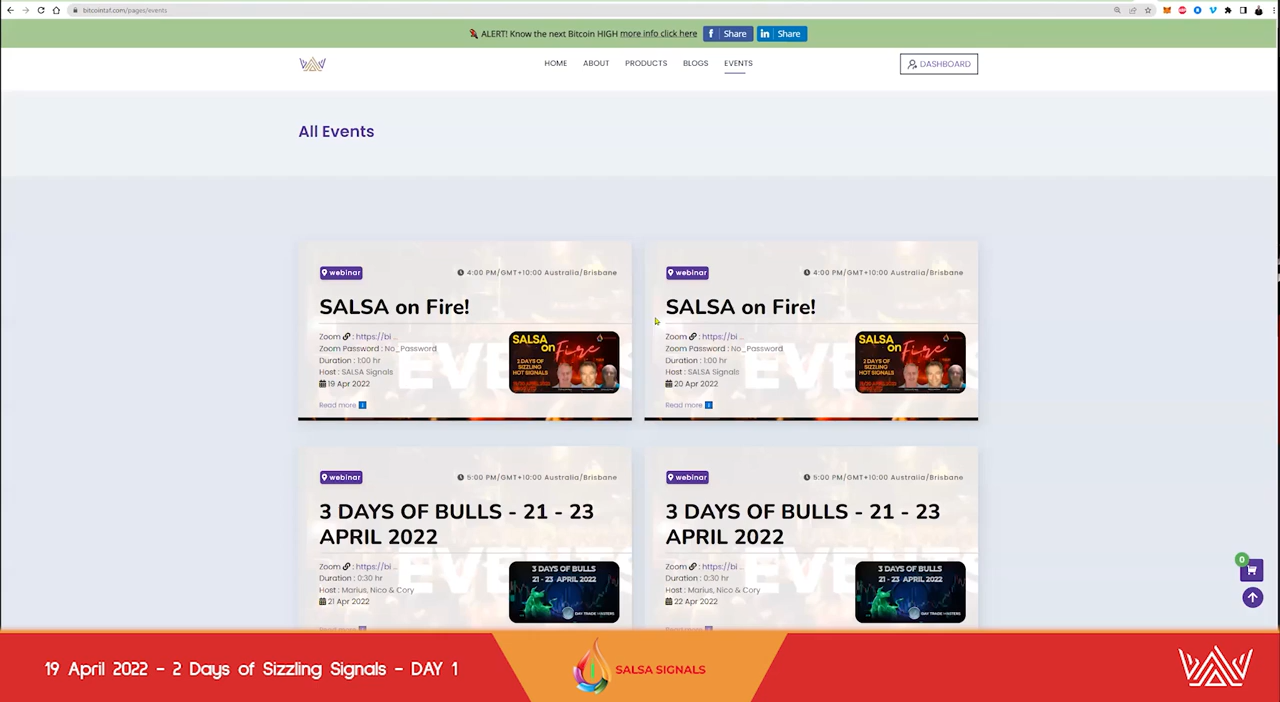 bitcointaf.com/pages/events
ALERT! Know the next Bitcoin HIGH more info click here
Share
Share
HOME ABOUT PRODUCTS BLOGS EVENTS
DASHBOARD
All Events
webinar
4:00 PM/GMT+10:00 Australia/Brisbane
SALSA on Fire!
Zoom : https://bi ...
Zoom Password : No_Password
Duration : 1:00 hr
Host : SALSA Signals
19 Apr 2022
Read more
SALSA
on Fire
2 DAYS OF
SIZZLING
HOT SIGNALS
webinar
4:00 PM/GMT+10:00 Australia/Brisbane
SALSA on Fire!
Zoom : https://bi ...
Zoom Password : No_Password
Duration : 1:00 hr
Host : SALSA Signals
20 Apr 2022
Read more
SALSA
on Fire
2 DAYS OF
SIZZLING
HOT SIGNALS
webinar
5:00 PM/GMT+10:00 Australia/Brisbane
3 DAYS OF BULLS - 21 - 23
APRIL 2022
Zoom : https://bi ...
Duration : 0:30 hr
Host : Marius, Nico & Cory
21 Apr 2022
3 DAYS OF BULLS
21 - 23 APRIL 2022
webinar
5:00 PM/GMT+10:00 Australia/Brisbane
3 DAYS OF BULLS - 21 - 23
APRIL 2022
Zoom : https://bi ...
Duration : 0:30 hr
Host : Marius, Nico & Cory
22 Apr 2022
3 DAYS OF BULLS
21 - 23 APRIL 2022
0
19 April 2022 - 2 Days of Sizzling Signals - DAY 1
SALSA SIGNALS